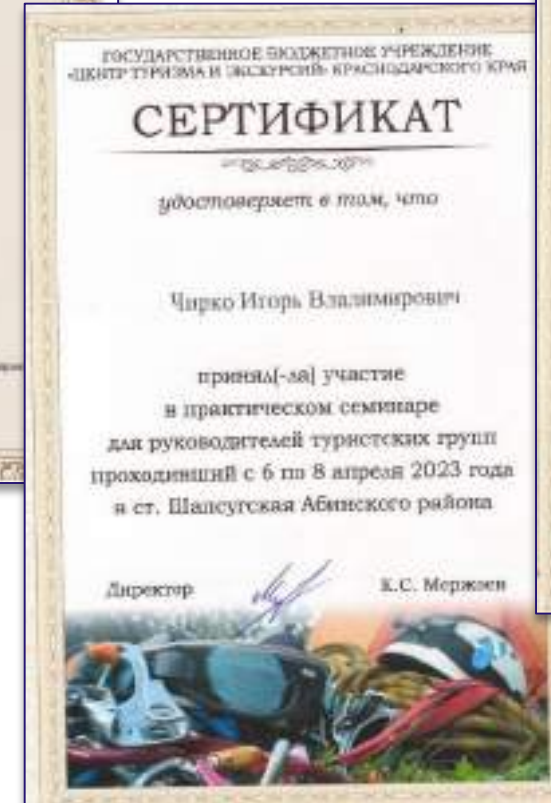 ГОСУДАРСТВЕННОЕ БЮДЖЕТНОЕ УЧРЕЖДЕНИЕ
«ЦЕНТР ТУРИЗМА И ЭКСКУРСИЙ» КРАСНОДАРСКОГО КРАЯ
СЕРТИФИКАТ
удостоверяет в том, что
Чирко Игорь Владимирович
принял(-ла) участие
в практическом семинаре
для руководителей туристских групп
проходивший с 6 по 8 апреля 2023 года
в ст. Шапсугская Абинского района
Директор К.С. Мержоен